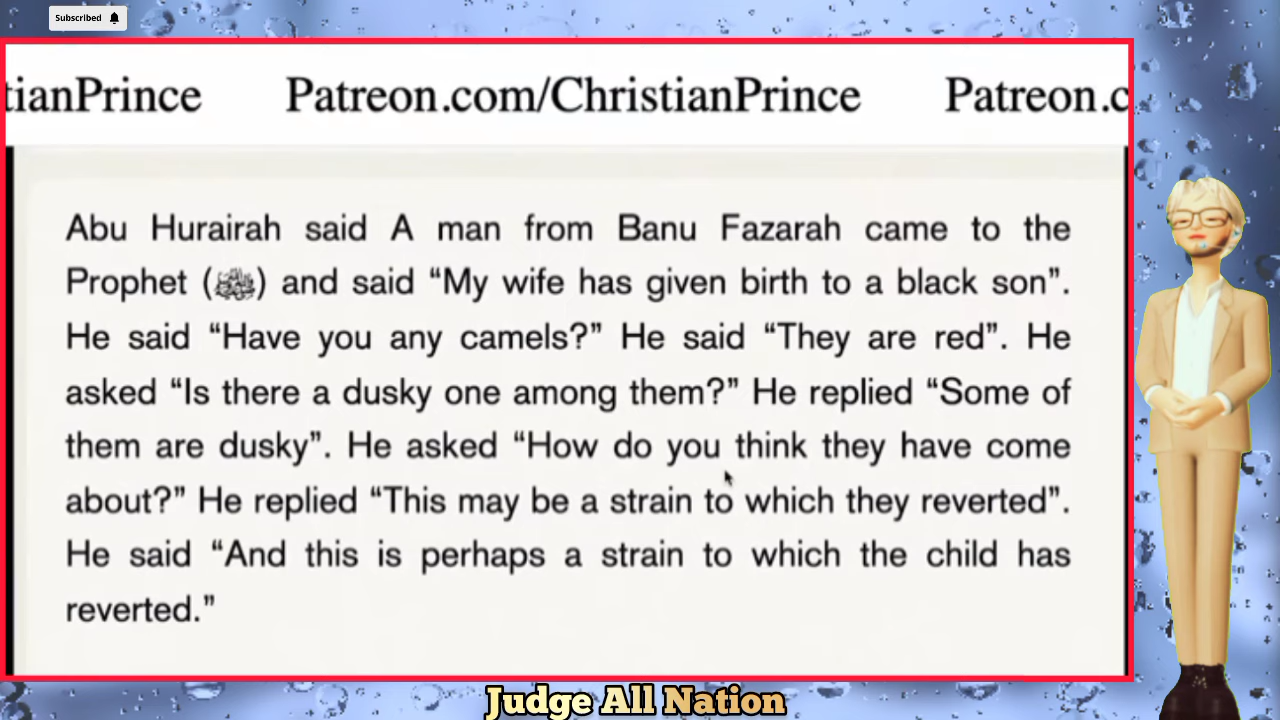 Subscribed
tianPrince Patreon.com/ChristianPrince Patreon.c
Abu Hurairah said A man from Banu Fazarah came to the
Prophet (ﷺ) and said “My wife has given birth to a black son”.
He said “Have you any camels?” He said “They are red”. He
asked “Is there a dusky one among them?” He replied “Some of
them are dusky”. He asked “How do you think they have come
about?” He replied “This may be a strain to which they reverted”.
He said “And this is perhaps a strain to which the child has
reverted.”
Judge All Nation